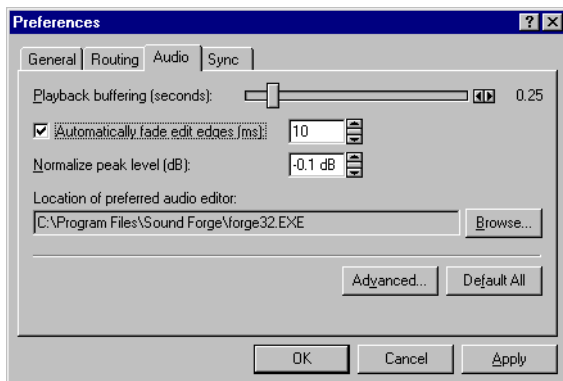 Preferences
General Routing Audio Sync
Playback buffering (seconds): 0.25
Automatically fade edit edges (ms): 10
Normalize peak level (dB): -0.1 dB
Location of preferred audio editor:
C:\Program Files\Sound Forge\forge32.EXE Browse...
Advanced... Default All
OK Cancel Apply